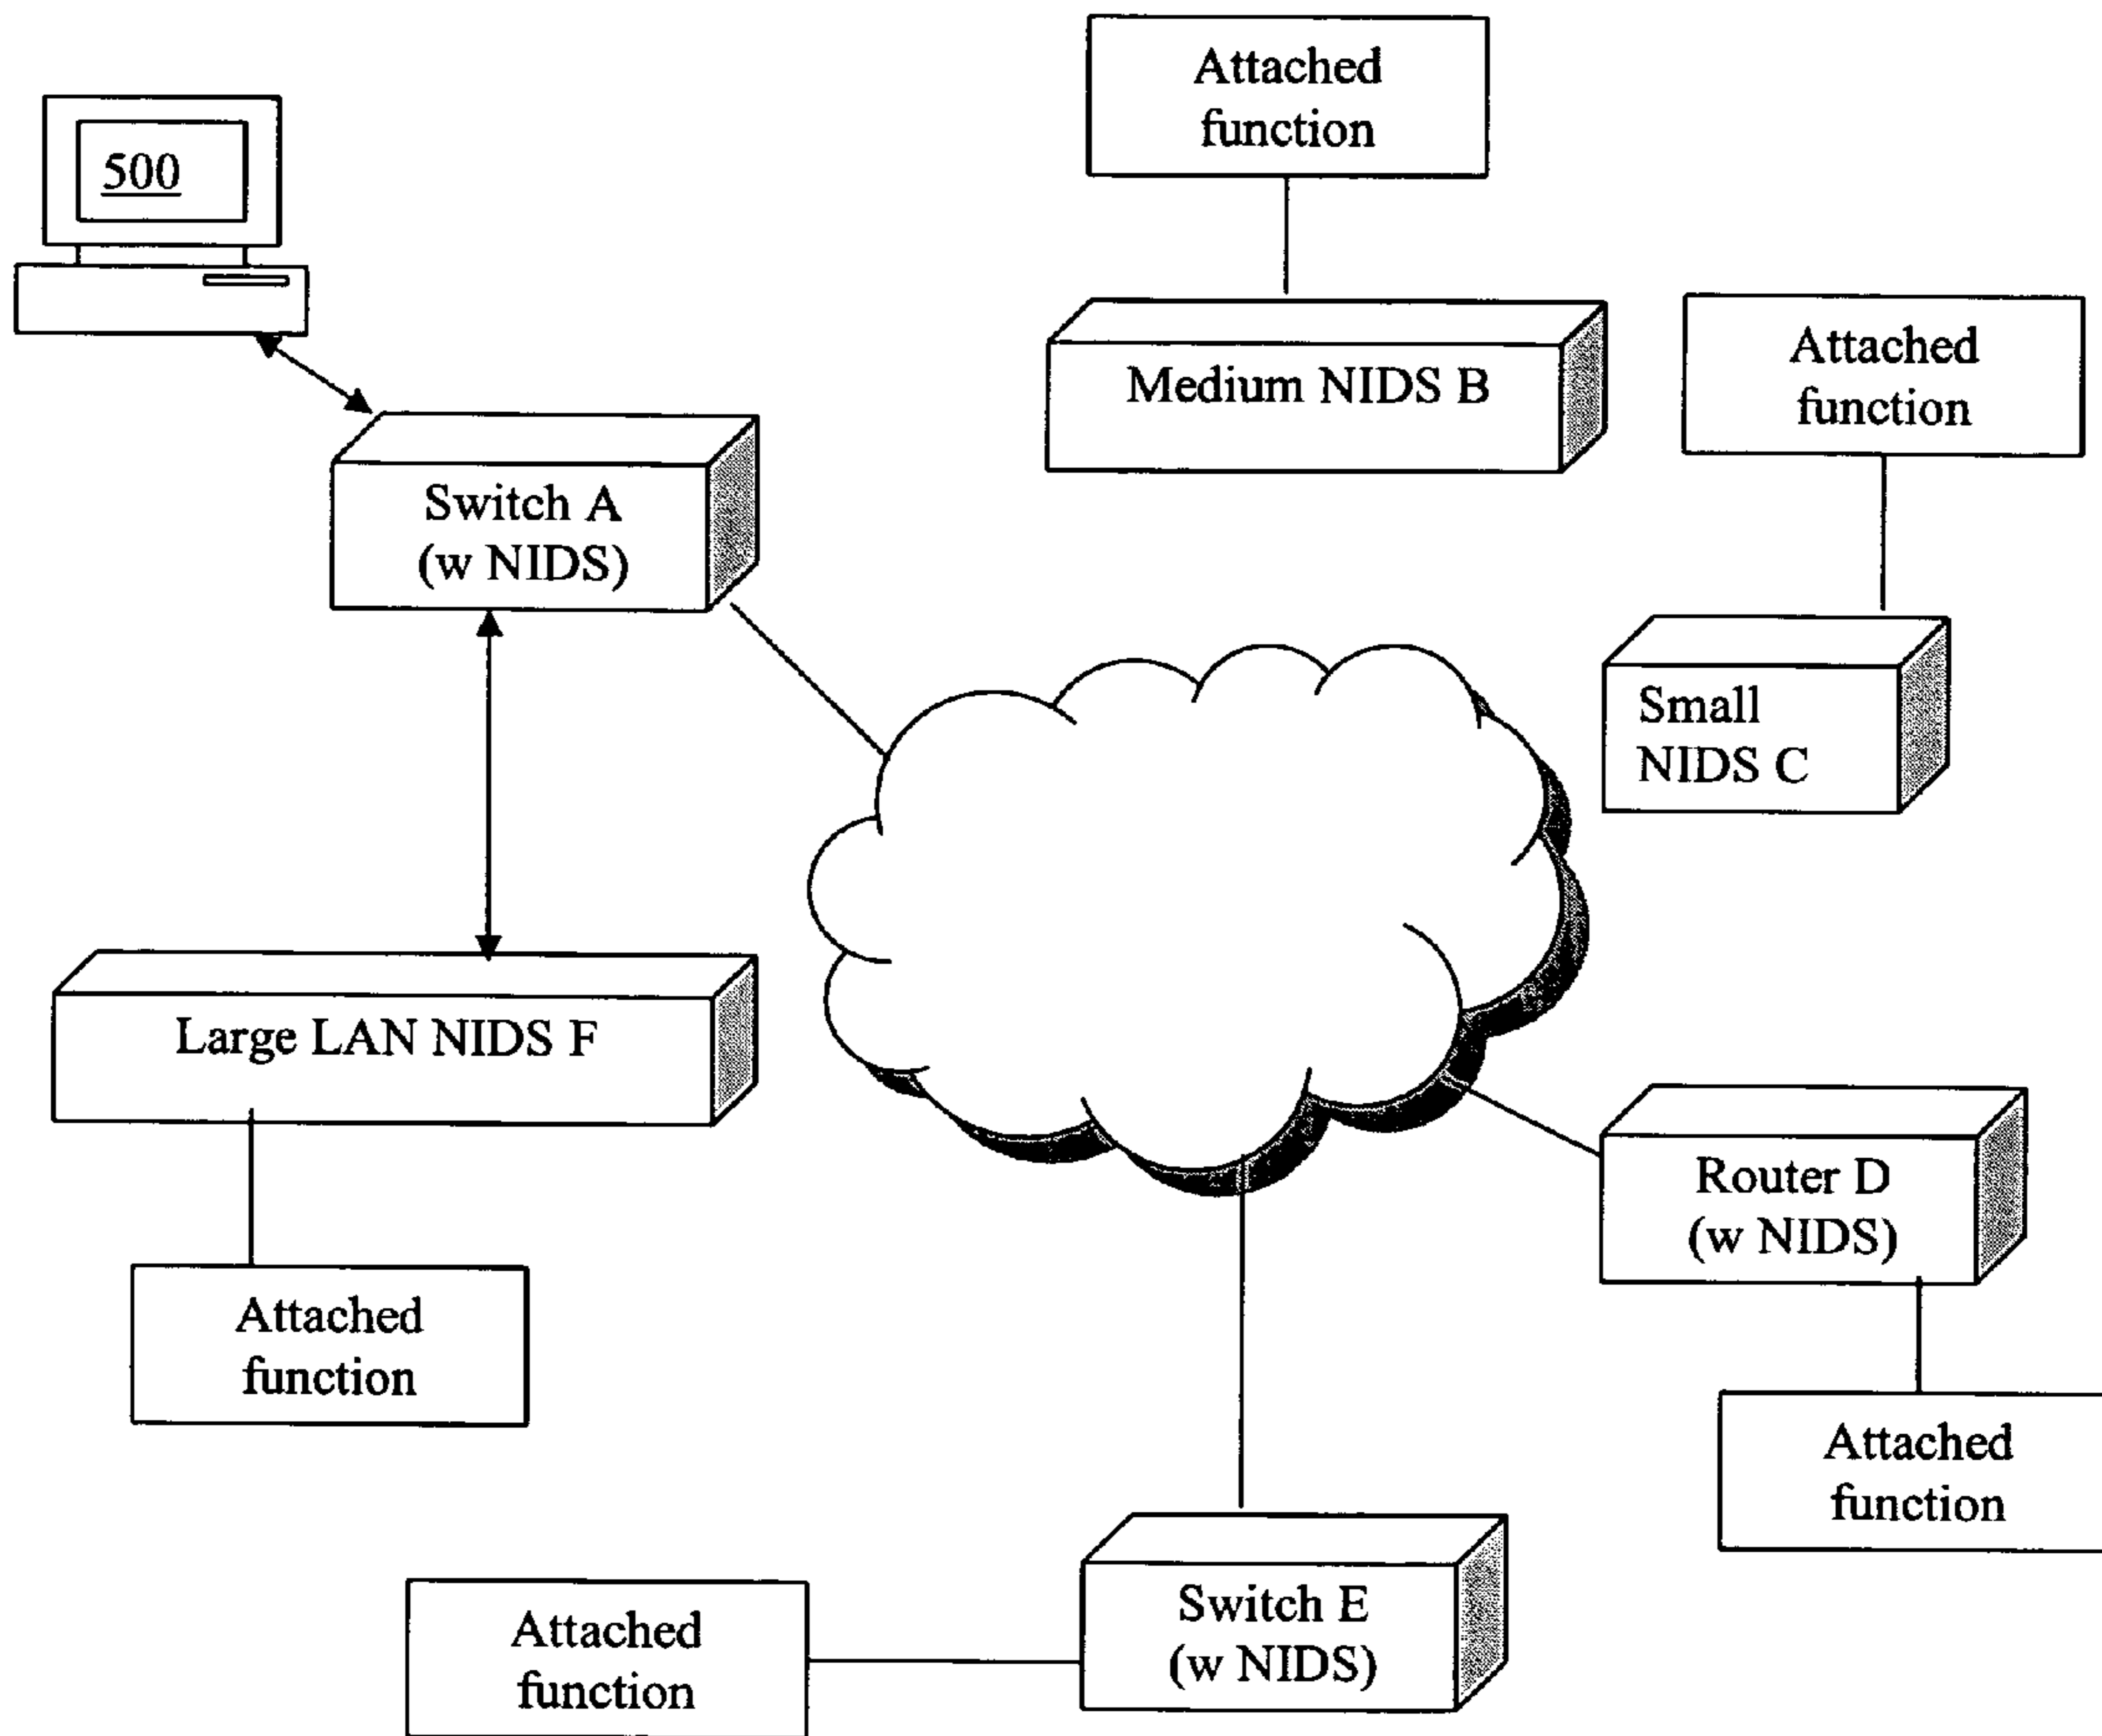 Attached
function
500
Medium NIDS B
Attached
function
Switch A
(w NIDS)
Small
NIDS C
Large LAN NIDS F
Router D
(w NIDS)
Attached
function
Attached
function
Switch E
(w NIDS)
Attached
function